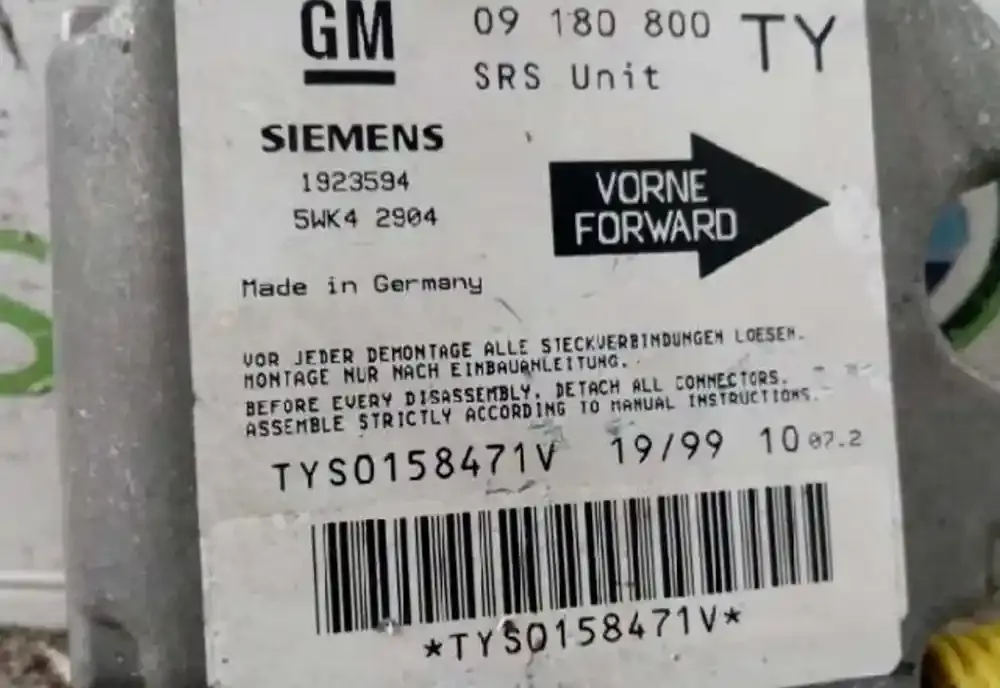 GM
09 180 800 TY
SRS Unit
SIEMENS
1923594
5WK4 2904
VORNE
FORWARD
Made in Germany
VOR JEDER DEMONTAGE ALLE STECKVERBINDUNGEN LOESEN.
MONTAGE NUR NACH EINBAUANLEITUNG.
BEFORE EVERY DISASSEMBLY, DETACH ALL CONNECTORS.
ASSEMBLE STRICTLY ACCORDING TO MANUAL INSTRUCTIONS.
TYS0158471V 19/99 10 07.2
*TYS0158471V*